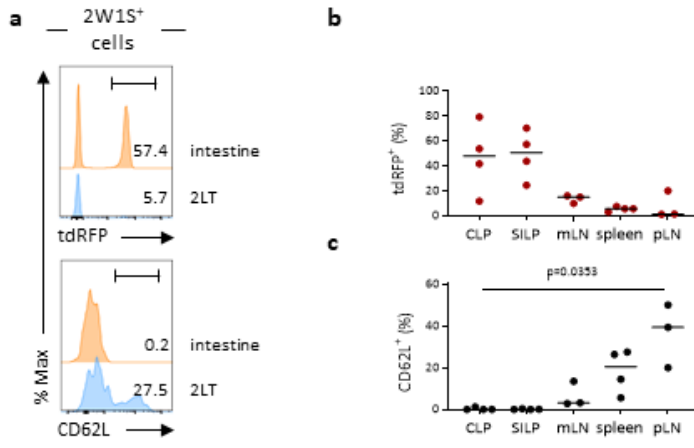 a
2W1S+
cells
57.4 intestine
5.7 2LT
tdRFP
0.2 intestine
27.5 2LT
CD62L
% Max
b
tdRFP+ (%)
100
80
60
40
20
0
CLP SILP mLN spleen pLN
c
p=0.0353
CD62L+ (%)
60
40
20
0
CLP SILP mLN spleen pLN